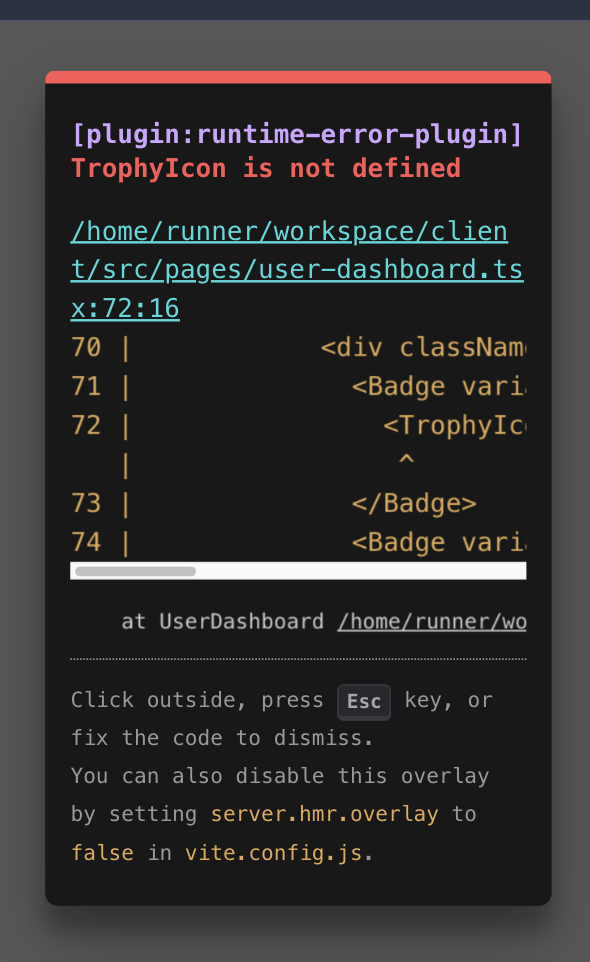 [plugin:runtime-error-plugin]
TrophyIcon is not defined
/home/runner/workspace/clien
t/src/pages/user-dashboard.ts
x:72:16
70 | <div classNam
71 | <Badge vari
72 | <TrophyIc
| ^
73 | </Badge>
74 | <Badge vari
at UserDashboard /home/runner/wo
Click outside, press Esc key, or
fix the code to dismiss.
You can also disable this overlay
by setting server.hmr.overlay to
false in vite.config.js.